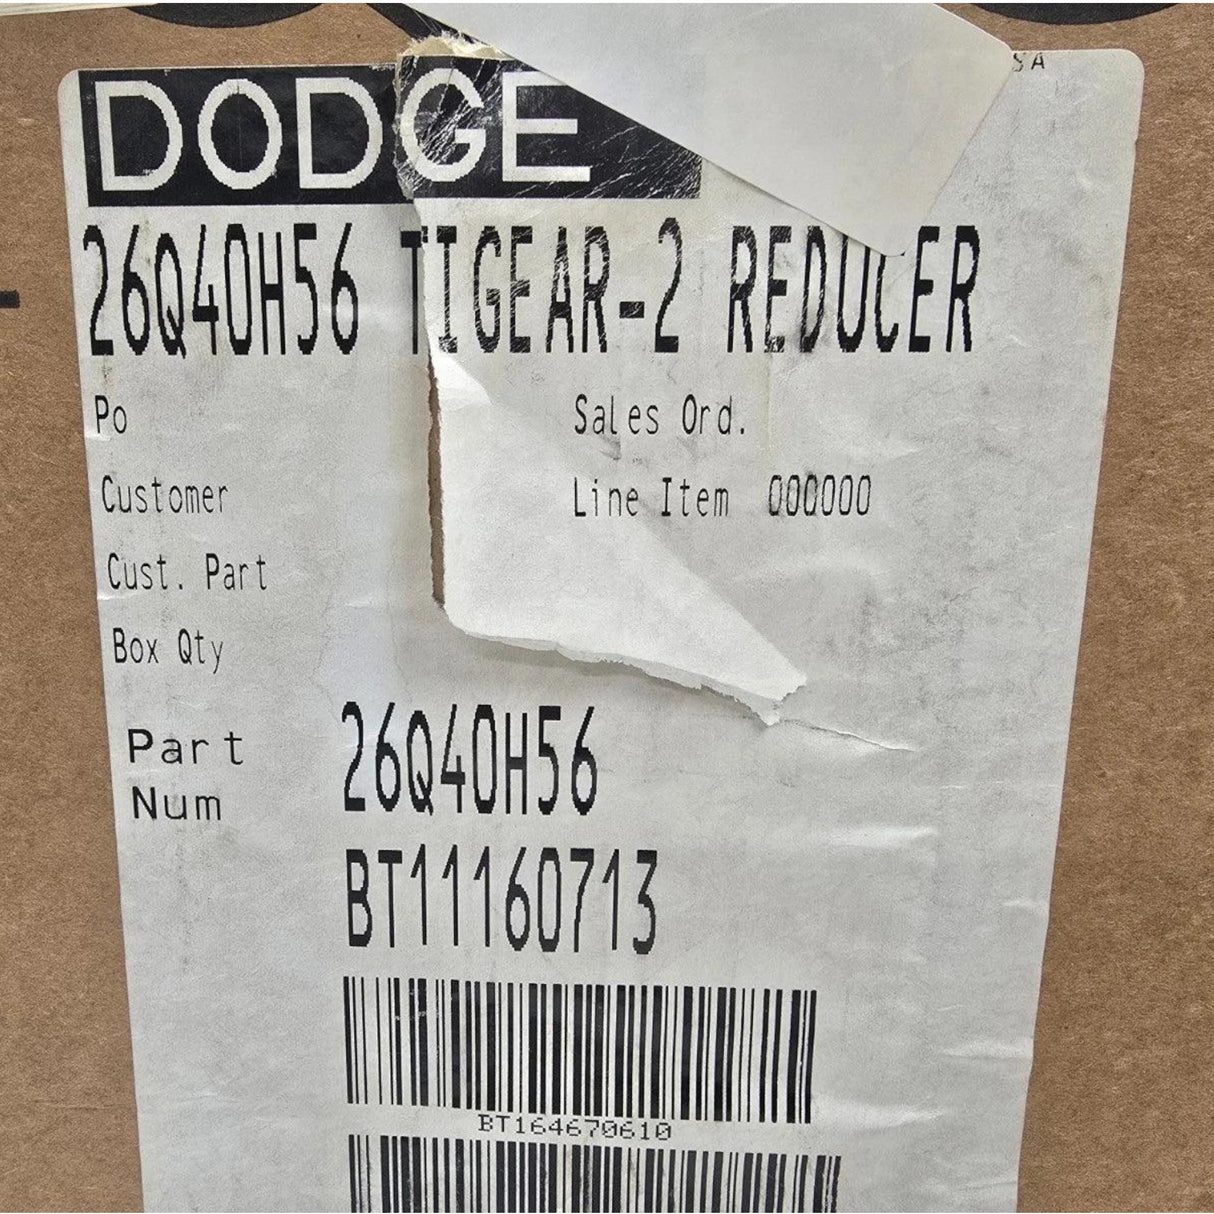 DODGE
26Q40H56 TIGEAR-2 REDUCER
Po
Sales Ord.
Customer
Line Item 000000
Cust. Part
Box Qty
Part
Num
26Q40H56
BT11160713
BT164670610